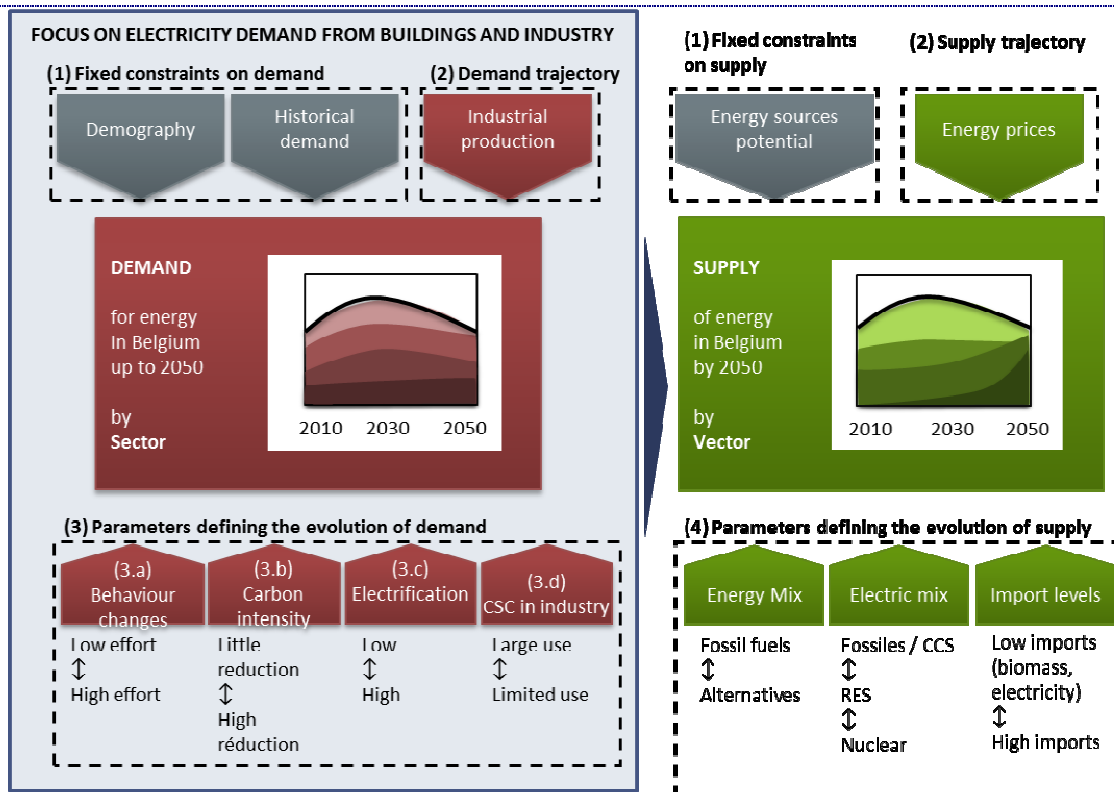 FOCUS ON ELECTRICITY DEMAND FROM BUILDINGS AND INDUSTRY
(1) Fixed constraints on demand
(2) Demand trajectory
Demography
Historical
demand
Industrial
production
DEMAND
for energy
In Belgium
up to 2050
by
Sector
2010 2030 2050
(3) Parameters defining the evolution of demand
(3.a)
Behaviour
changes
Low effort
↕
High effort
(3.b)
Carbon
intensity
Little
reduction
↕
High
réduction
(3.c)
Electrification
Low
↕
High
(3.d)
CSC in industry
Large use
↕
Limited use
(1) Fixed constraints
on supply
(2) Supply trajectory
Energy sources
potential
Energy prices
SUPPLY
of energy
in Belgium
by 2050
by
Vector
2010 2030 2050
(4) Parameters defining the evolution of supply
Energy Mix
Fossil fuels
↕
Alternatives
Electric mix
Fossiles / CCS
↕
RES
↕
Nuclear
Import levels
Low imports
(biomass,
electricity)
↕
High imports